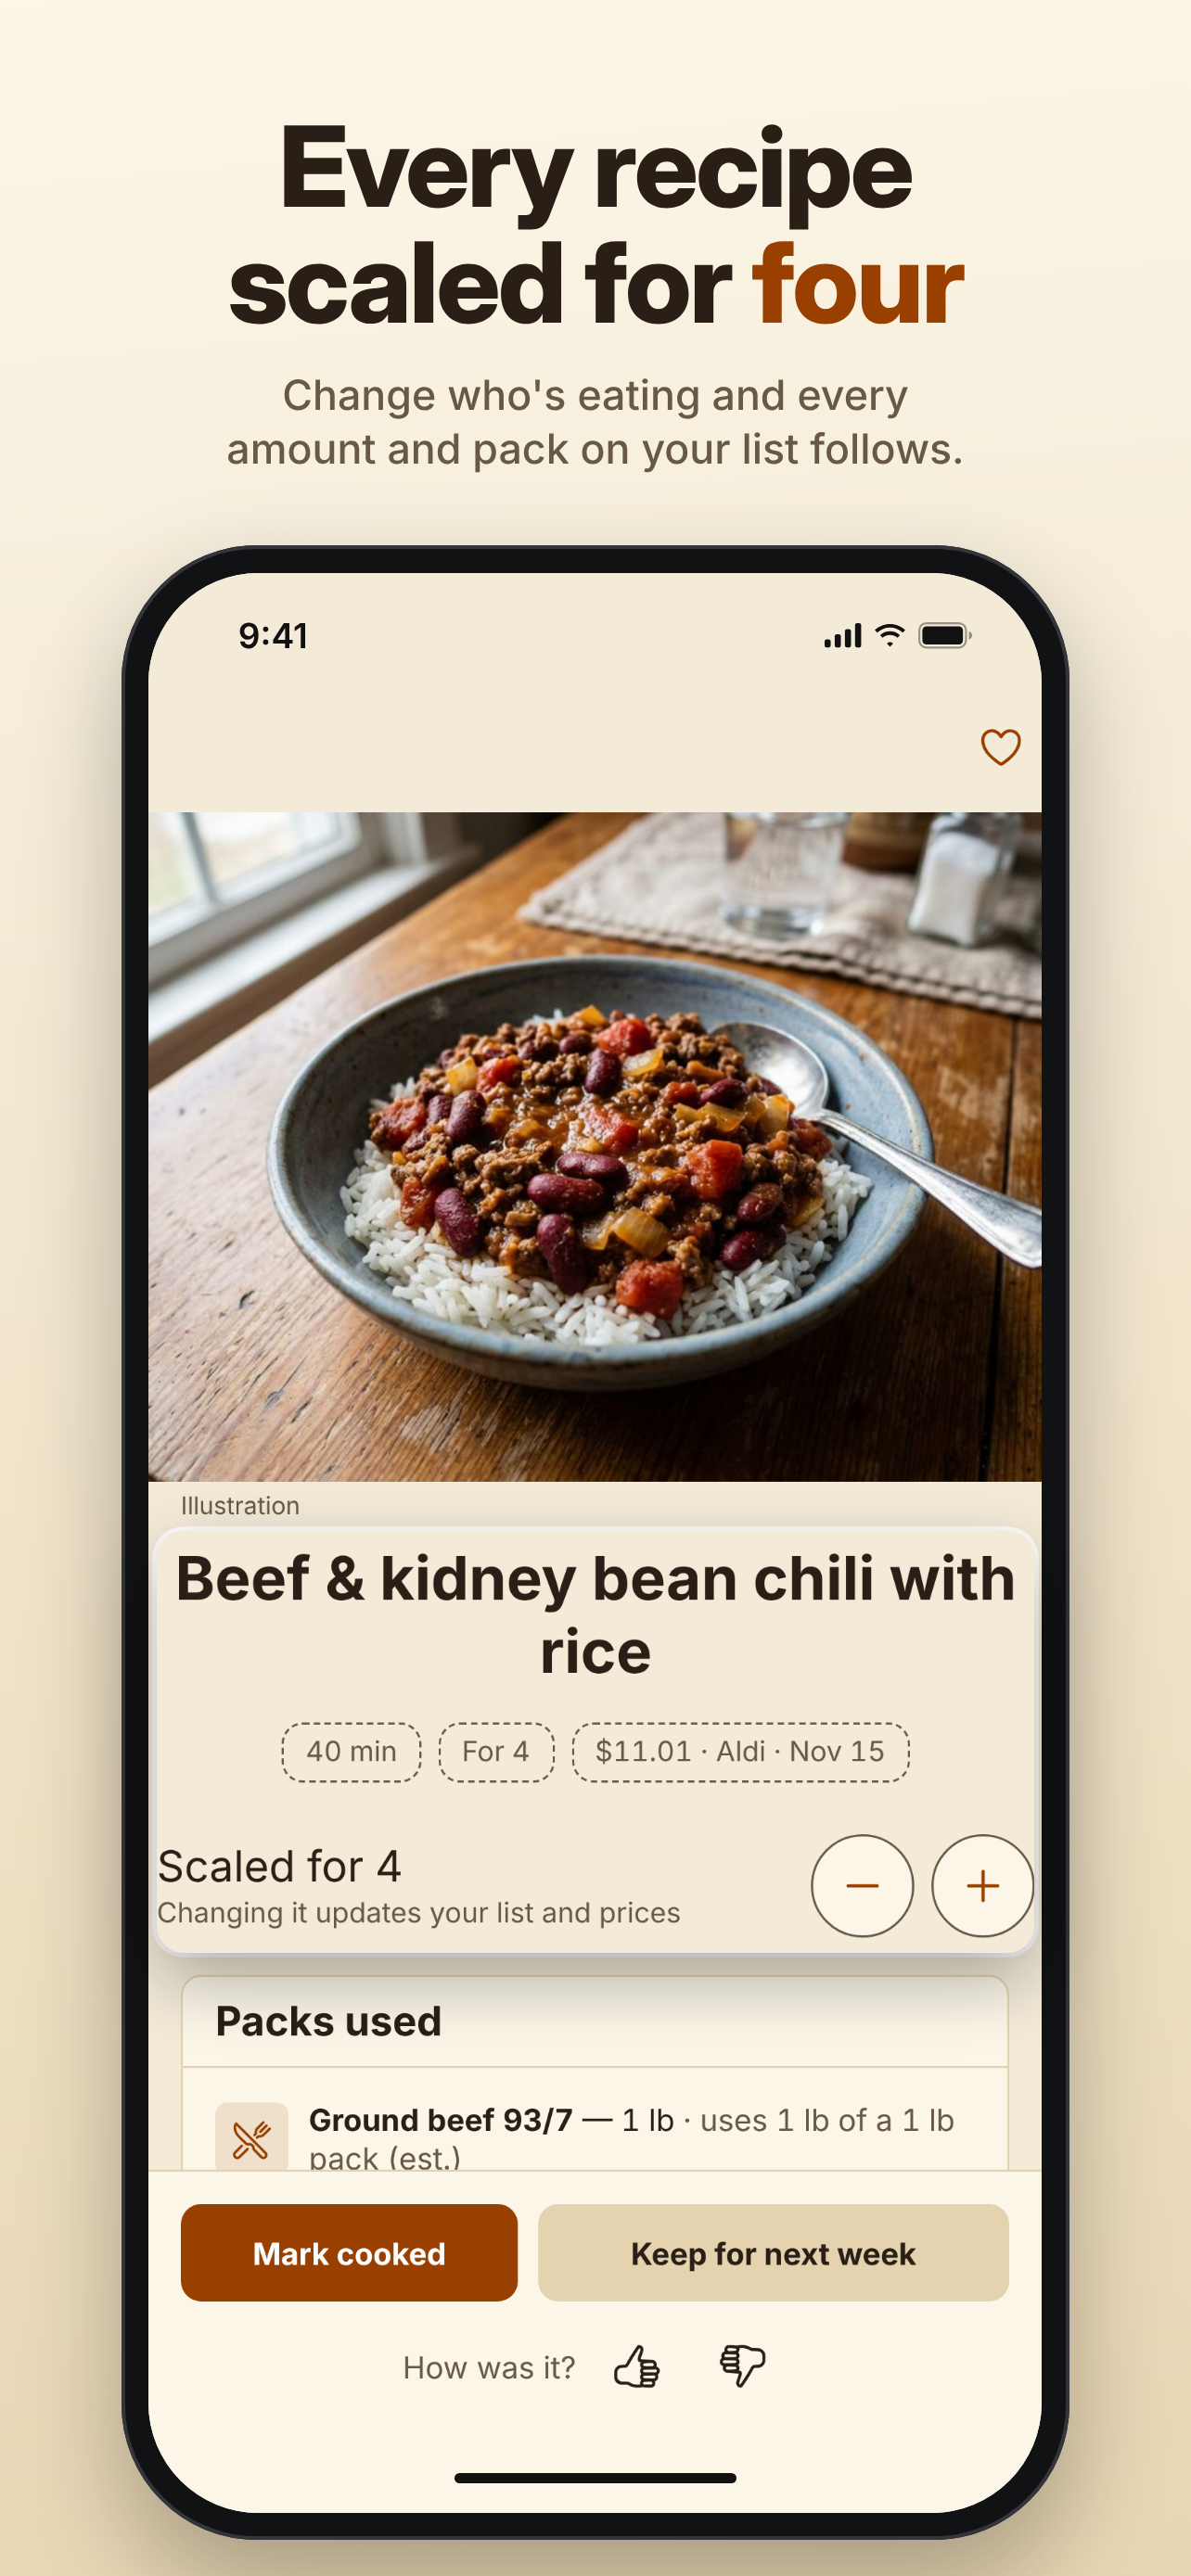 Every recipe
scaled for four
Change who's eating and every
amount and pack on your list follows.
9:41
Illustration
Beef & kidney bean chili with
rice
40 min
For 4
$11.01 · Aldi · Nov 15
Scaled for 4
Changing it updates your list and prices
Packs used
Ground beef 93/7 — 1 lb · uses 1 lb of a 1 lb
pack (est.)
Mark cooked
Keep for next week
How was it?